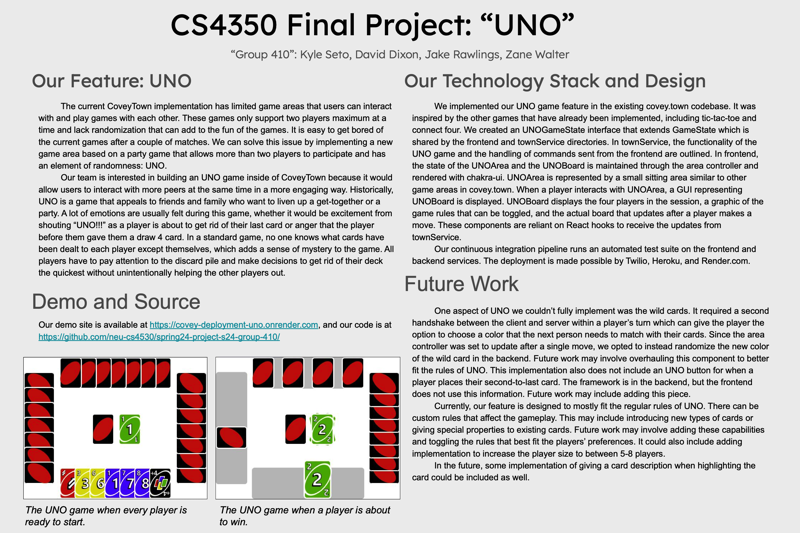 CS4350 Final Project: “UNO”
“Group 410”: Kyle Seto, David Dixon, Jake Rawlings, Zane Walter
Our Feature: UNO
The current CoveyTown implementation has limited game areas that users can interact
with and play games with each other. These games only support two players maximum at a
time and lack randomization that can add to the fun of the games. It is easy to get bored of
the current games after a couple of matches. We can solve this issue by implementing a new
game area based on a party game that allows more than two players to participate and has
an element of randomness: UNO.
Our team is interested in building an UNO game inside of CoveyTown because it would
allow users to interact with more peers at the same time in a more engaging way. Historically,
UNO is a game that appeals to friends and family who want to liven up a get-together or a
party. A lot of emotions are usually felt during this game, whether it would be excitement from
shouting “UNO!!!” as a player is about to get rid of their last card or anger that the player
before them gave them a draw 4 card. In a standard game, no one knows what cards have
been dealt to each player except themselves, which adds a sense of mystery to the game. All
players have to pay attention to the discard pile and make decisions to get rid of their deck
the quickest without unintentionally helping the other players out.
Demo and Source
Our demo site is available at https://covey-deployment-uno.onrender.com, and our code is at
https://github.com/neu-cs4530/spring24-project-s24-group-410/
1
3
6
1
7
8
The UNO game when every player is
ready to start.
2
2
The UNO game when a player is about
to win.
Our Technology Stack and Design
We implemented our UNO game feature in the existing covey.town codebase. It was
inspired by the other games that have already been implemented, including tic-tac-toe and
connect four. We created an UNOGameState interface that extends GameState which is
shared by the frontend and townService directories. In townService, the functionality of the
UNO game and the handling of commands sent from the frontend are outlined. In frontend,
the state of the UNOArea and the UNOBoard is maintained through the area controller and
rendered with chakra-ui. UNOArea is represented by a small sitting area similar to other
game areas in covey.town. When a player interacts with UNOArea, a GUI representing
UNOBoard is displayed. UNOBoard displays the four players in the session, a graphic of the
game rules that can be toggled, and the actual board that updates after a player makes a
move. These components are reliant on React hooks to receive the updates from
townService.
Our continuous integration pipeline runs an automated test suite on the frontend and
backend services. The deployment is made possible by Twilio, Heroku, and Render.com.
Future Work
One aspect of UNO we couldn’t fully implement was the wild cards. It required a second
handshake between the client and server within a player’s turn which can give the player the
option to choose a color that the next person needs to match with their cards. Since the area
controller was set to update after a single move, we opted to instead randomize the new color
of the wild card in the backend. Future work may involve overhauling this component to better
fit the rules of UNO. This implementation also does not include an UNO button for when a
player places their second-to-last card. The framework is in the backend, but the frontend
does not use this information. Future work may include adding this piece.
Currently, our feature is designed to mostly fit the regular rules of UNO. There can be
custom rules that affect the gameplay. This may include introducing new types of cards or
giving special properties to existing cards. Future work may involve adding these capabilities
and toggling the rules that best fit the players’ preferences. It could also include adding
implementation to increase the player size to between 5-8 players.
In the future, some implementation of giving a card description when highlighting the
card could be included as well.